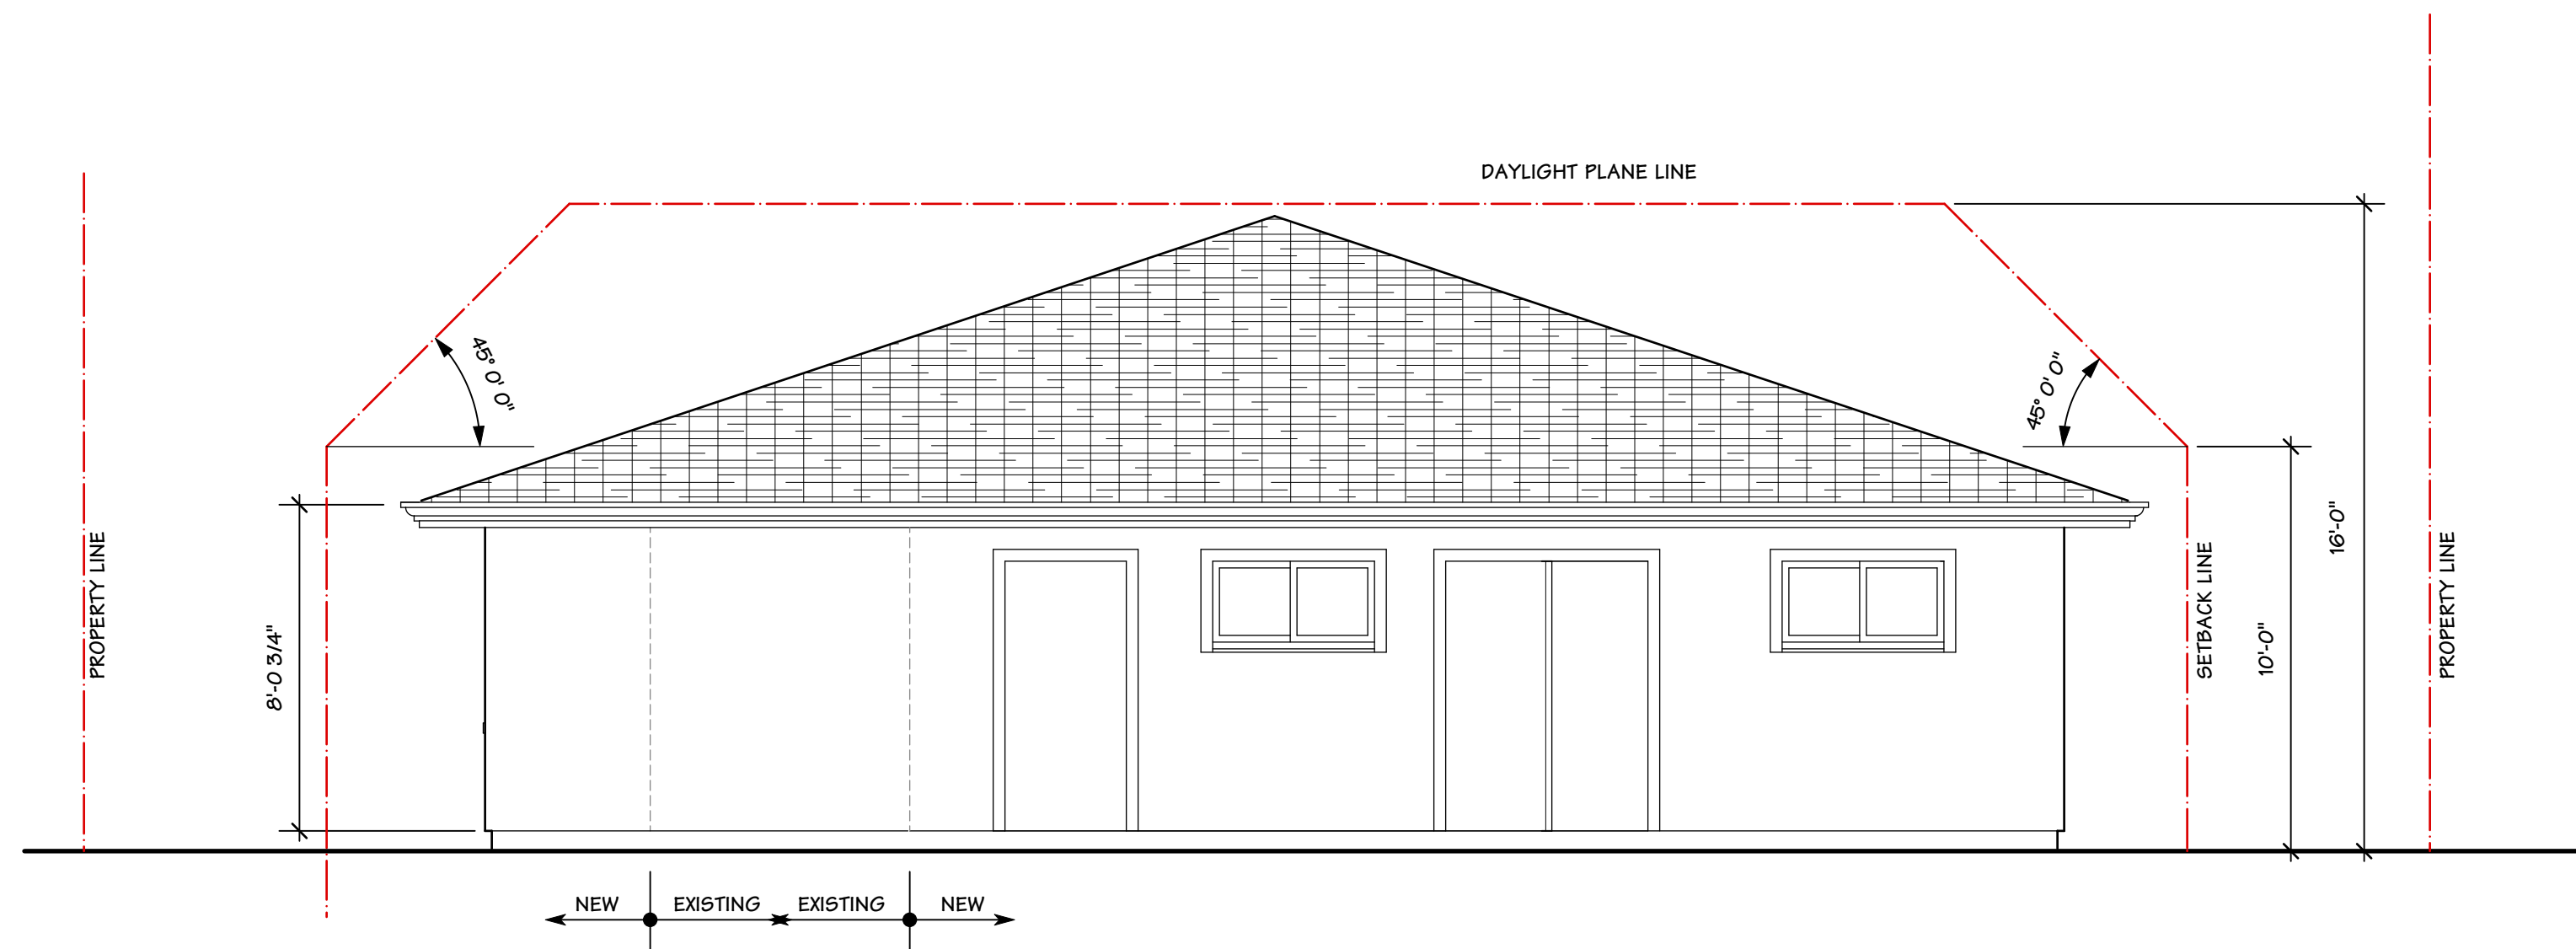 DAYLIGHT PLANE LINE
45° 0' 0"
45° 0' 0"
PROPERTY LINE
8'-0 3/4"
SETBACK LINE
10'-0"
16'-0"
PROPERTY LINE
NEW EXISTING EXISTING NEW